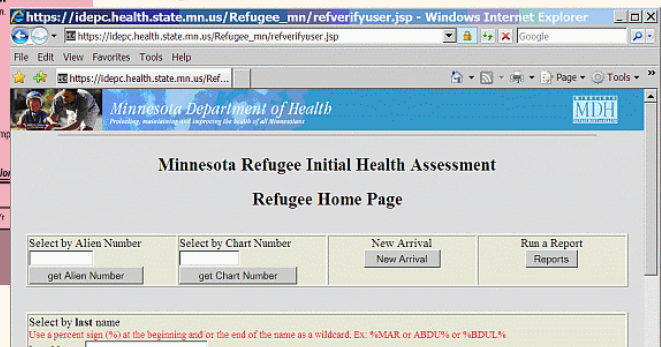 https://idepc.health.state.mn.us/Refugee_mn/refverifyuser.jsp - Windows Internet Explorer
https://idepc.health.state.mn.us/Refugee_mn/refverifyuser.jsp Google
File Edit View Favorites Tools Help
https://idepc.health.state.mn.us/Ref... Page Tools
Minnesota Department of Health MDH
Protecting, maintaining and improving the health of all Minnesotans
Minnesota Refugee Initial Health Assessment
Refugee Home Page
Select by Alien Number Select by Chart Number New Arrival Run a Report
New Arrival Reports
get Alien Number get Chart Number
Select by last name
Use a percent sign (%) at the beginning and/or the end of the name as a wildcard. Ex: %MAR or ABDU% or %BDUL%